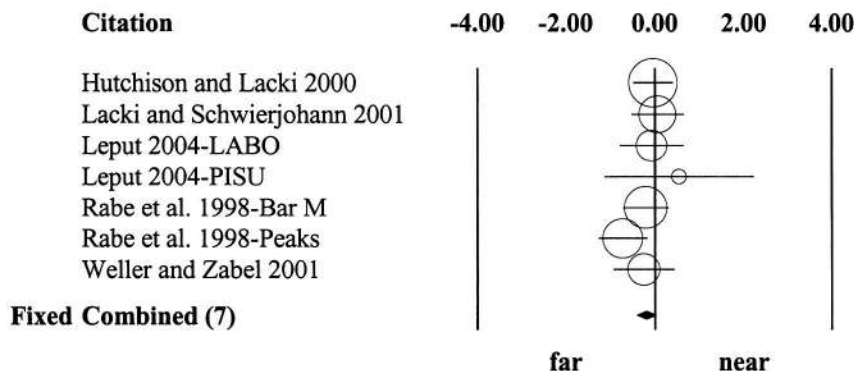 Citation -4.00 -2.00 0.00 2.00 4.00
Hutchison and Lacki 2000
Lacki and Schwierjohann 2001
Leput 2004-LABO
Leput 2004-PISU
Rabe et al. 1998-Bar M
Rabe et al. 1998-Peaks
Weller and Zabel 2001
Fixed Combined (7)
far near